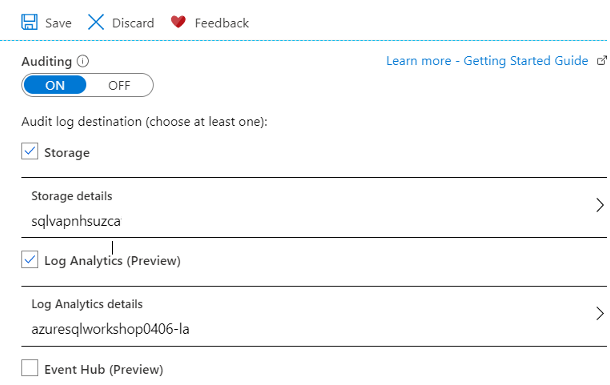 Save Discard Feedback
Auditing Learn more - Getting Started Guide
ON OFF
Audit log destination (choose at least one):
Storage
Storage details
sqlvapnhsuzca
Log Analytics (Preview)
Log Analytics details
azuresqlworkshop0406-la
Event Hub (Preview)